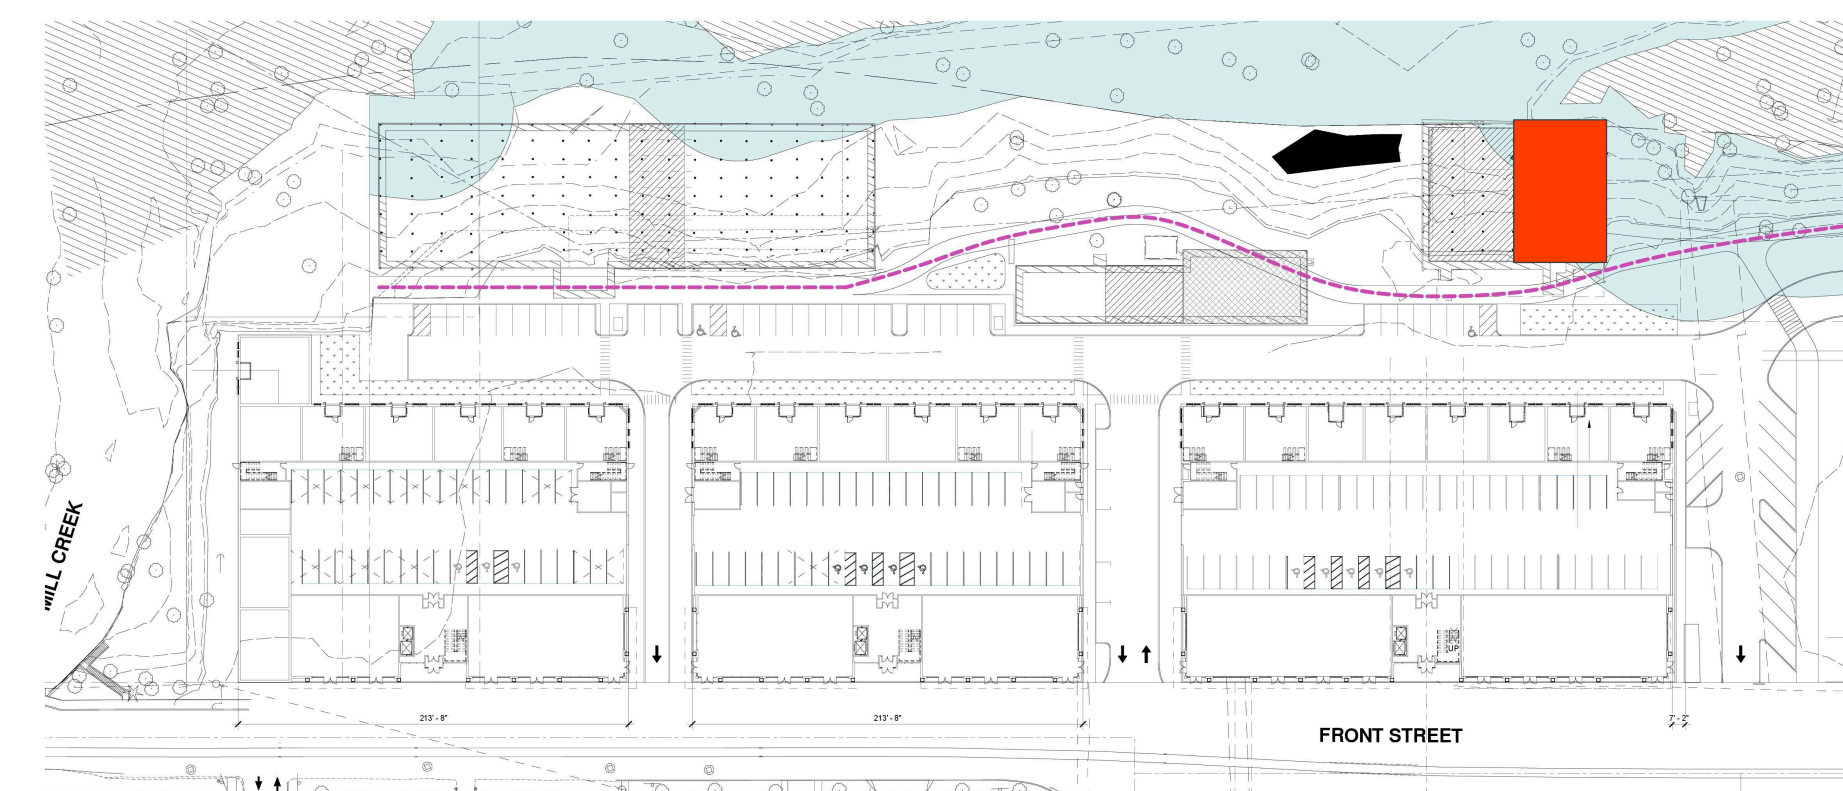 MILL CREEK
UP
213' - 8"
213' - 8"
7' - 2"
FRONT STREET